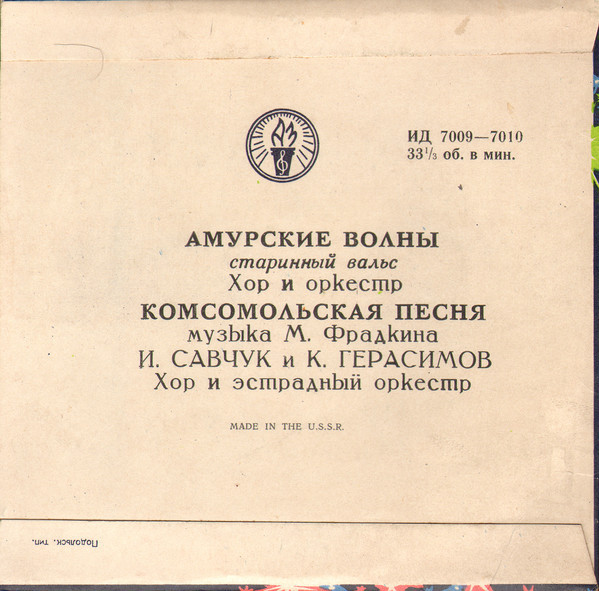 ИД 7009—7010
33⅓ об. в мин.
АМУРСКИЕ ВОЛНЫ
старинный вальс
Хор и оркестр
КОМСОМОЛЬСКАЯ ПЕСНЯ
музыка М. Фрадкина
И. САВЧУК и К. ГЕРАСИМОВ
Хор и эстрадный оркестр
MADE IN THE U.S.S.R.
Подольск. тип.